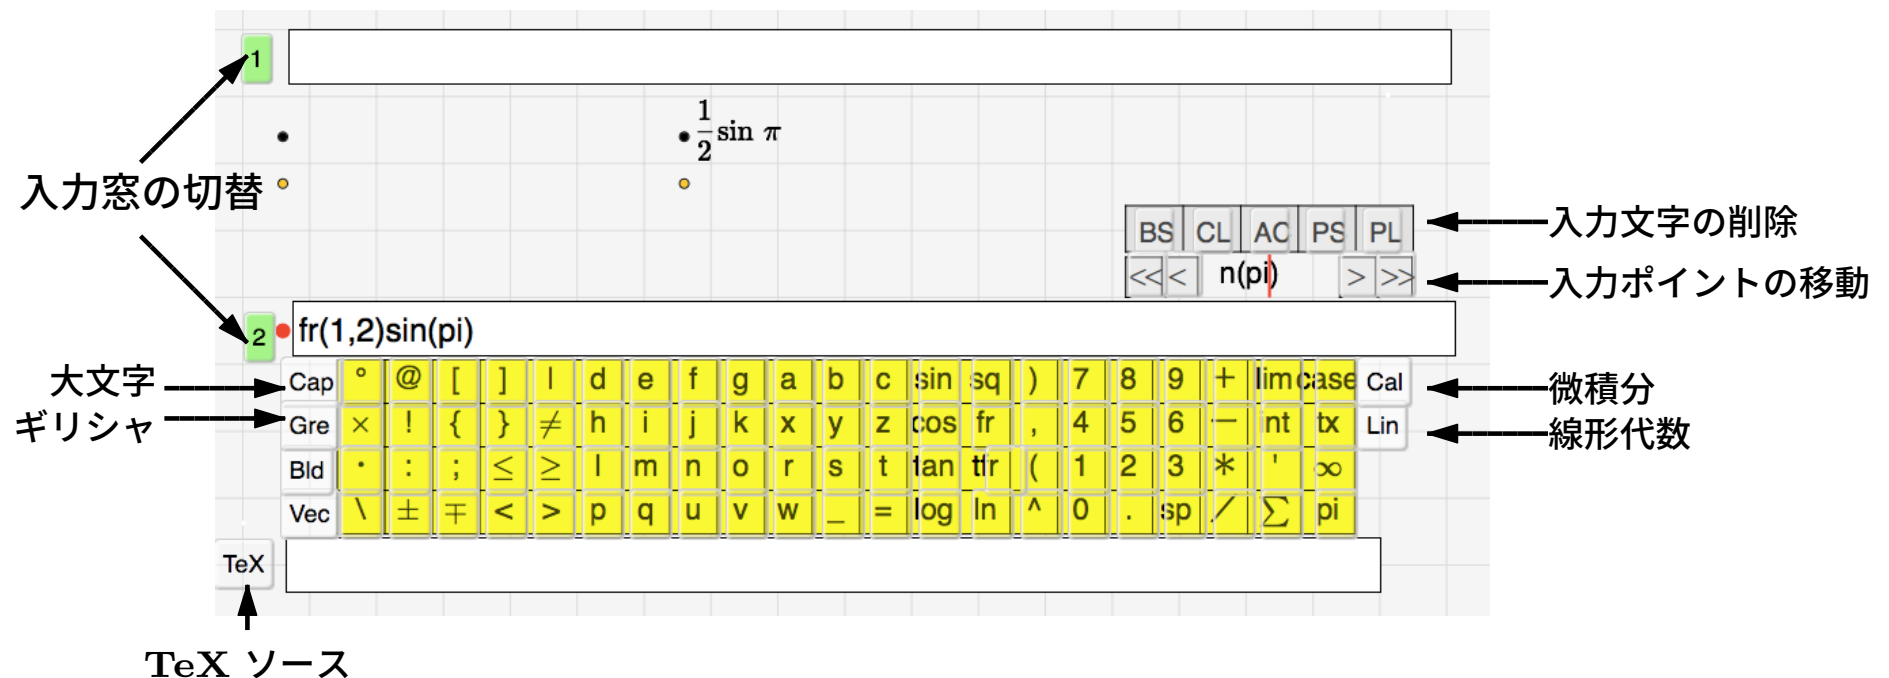 1
1/2 sin π
入力窓の切替
BS CL AC PS PL
入力文字の削除
<< < n(pi) > >>
入力ポイントの移動
2 fr(1,2)sin(pi)
大文字
Cap ° @ [ ] | d e f g a b c sin sq ) 7 8 9 + lim case Cal
微積分
ギリシャ
Gre × ! { } ≠ h i j k x y z cos fr , 4 5 6 − int tx Lin
線形代数
Bld · : ; ≤ ≥ l m n o r s t tan tfr ( 1 2 3 * ' ∞
Vec \ ± ∓ < > p q u v w _ = log ln ^ 0 . sp / ∑ pi
TeX
TeX ソース